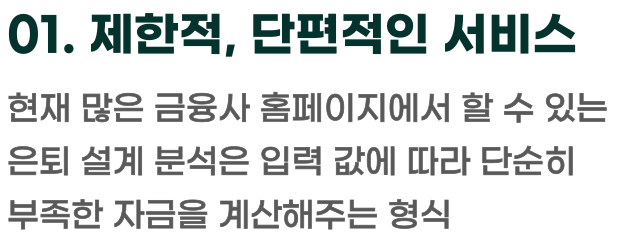 01. 제한적, 단편적인 서비스
현재 많은 금융사 홈페이지에서 할 수 있는
은퇴 설계 분석은 입력 값에 따라 단순히
부족한 자금을 계산해주는 형식